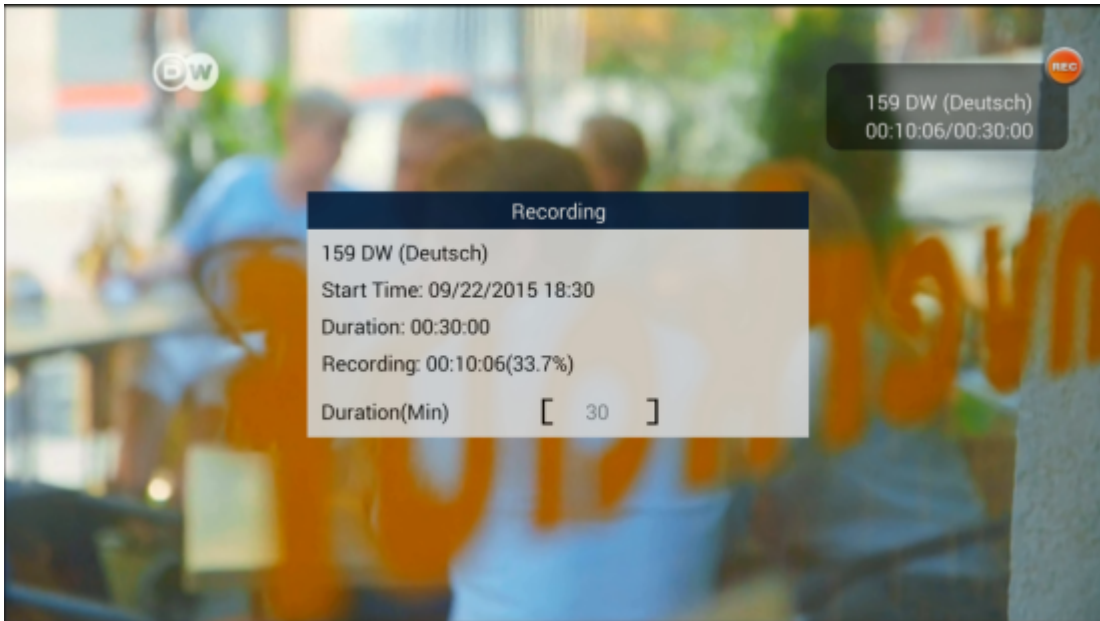 DW
REC
159 DW (Deutsch)
00:10:06/00:30:00
Recording
159 DW (Deutsch)
Start Time: 09/22/2015 18:30
Duration: 00:30:00
Recording: 00:10:06(33.7%)
Duration(Min) [ 30 ]